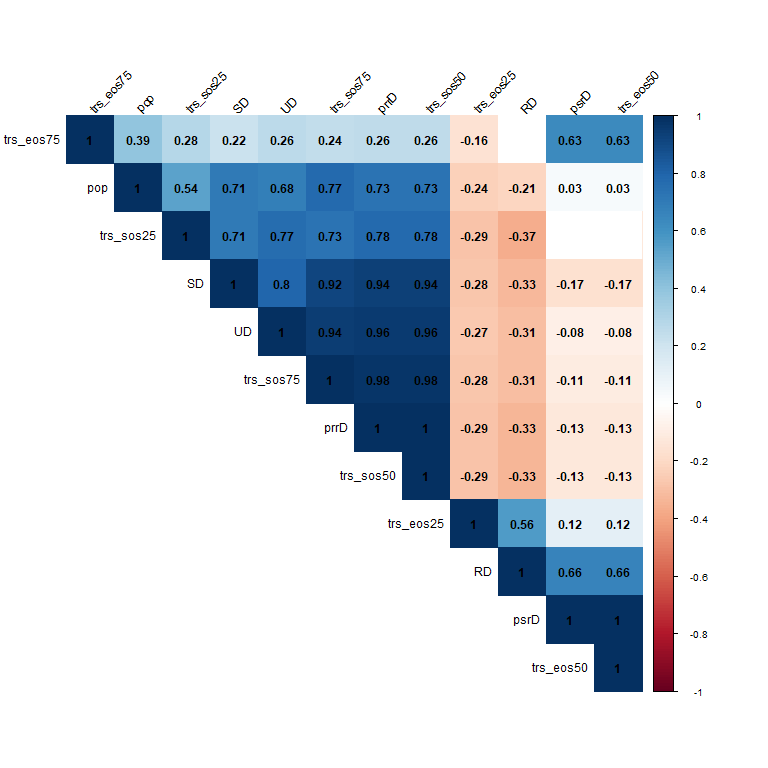 trs_eos75 pop trs_sos25 SD UD trs_sos75 prrD trs_sos50 trs_eos25 RD psrD trs_eos50
trs_eos75 1 0.39 0.28 0.22 0.26 0.24 0.26 0.26 -0.16 0.63 0.63
pop 1 0.54 0.71 0.68 0.77 0.73 0.73 -0.24 -0.21 0.03 0.03
trs_sos25 1 0.71 0.77 0.73 0.78 0.78 -0.29 -0.37
SD 1 0.8 0.92 0.94 0.94 -0.28 -0.33 -0.17 -0.17
UD 1 0.94 0.96 0.96 -0.27 -0.31 -0.08 -0.08
trs_sos75 1 0.98 0.98 -0.28 -0.31 -0.11 -0.11
prrD 1 1 -0.29 -0.33 -0.13 -0.13
trs_sos50 1 -0.29 -0.33 -0.13 -0.13
trs_eos25 1 0.56 0.12 0.12
RD 1 0.66 0.66
psrD 1 1
trs_eos50 1
1
0.8
0.6
0.4
0.2
0
-0.2
-0.4
-0.6
-0.8
-1